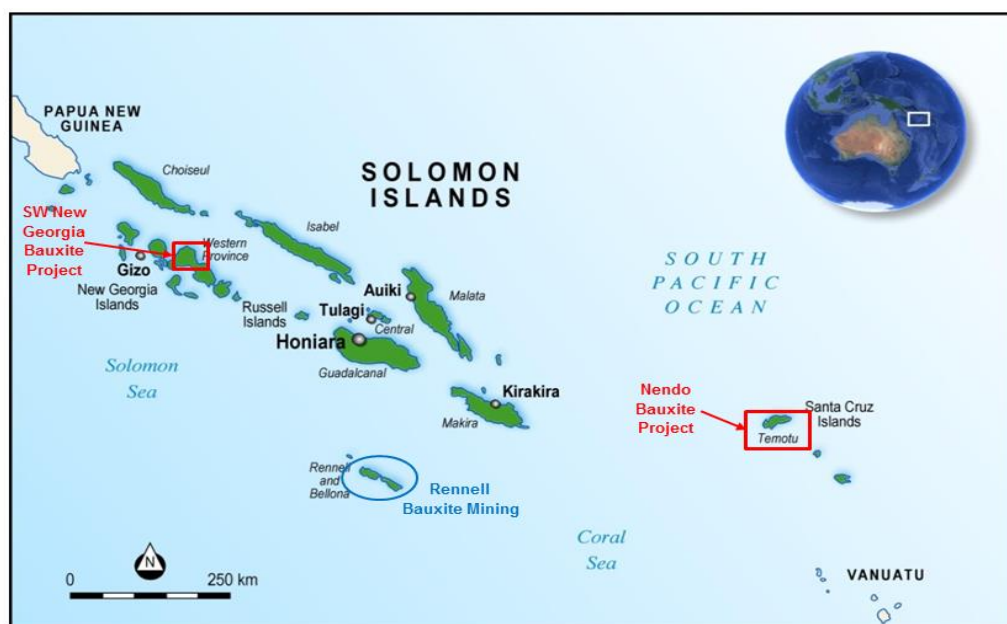 PAPUA NEW
GUINEA
Choiseul
SOLOMON
ISLANDS
SW New
Georgia
Bauxite
Project
Western
Province
Isabel
Gizo
New Georgia
Islands
Russell
Islands
Auiki
Malata
Tulagi
Central
Honiara
Guadalcanal
SOUTH
PACIFIC
OCEAN
Solomon
Sea
Kirakira
Makira
Nendo
Bauxite
Project
Santa Cruz
Islands
Temotu
Rennell
and
Bellona
Rennell
Bauxite Mining
Coral
Sea
N
0 250 km
VANUATU